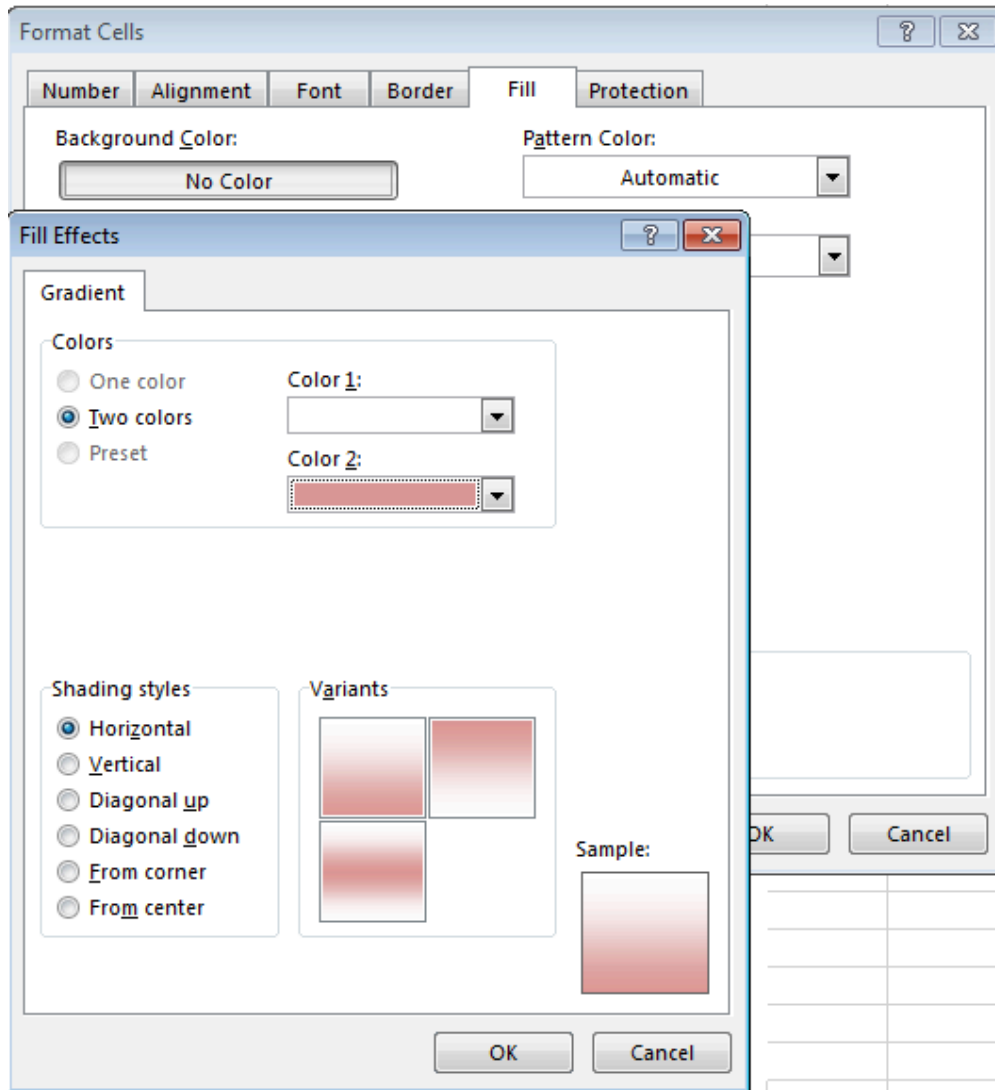 Format Cells
Number Alignment Font Border Fill Protection
Background Color: Pattern Color:
No Color Automatic
Fill Effects
Gradient
Colors
One color Color 1:
Two colors
Preset Color 2:
Shading styles Variants
Horizontal
Vertical
Diagonal up
Diagonal down
From corner
From center
Sample:
Cancel
OK Cancel